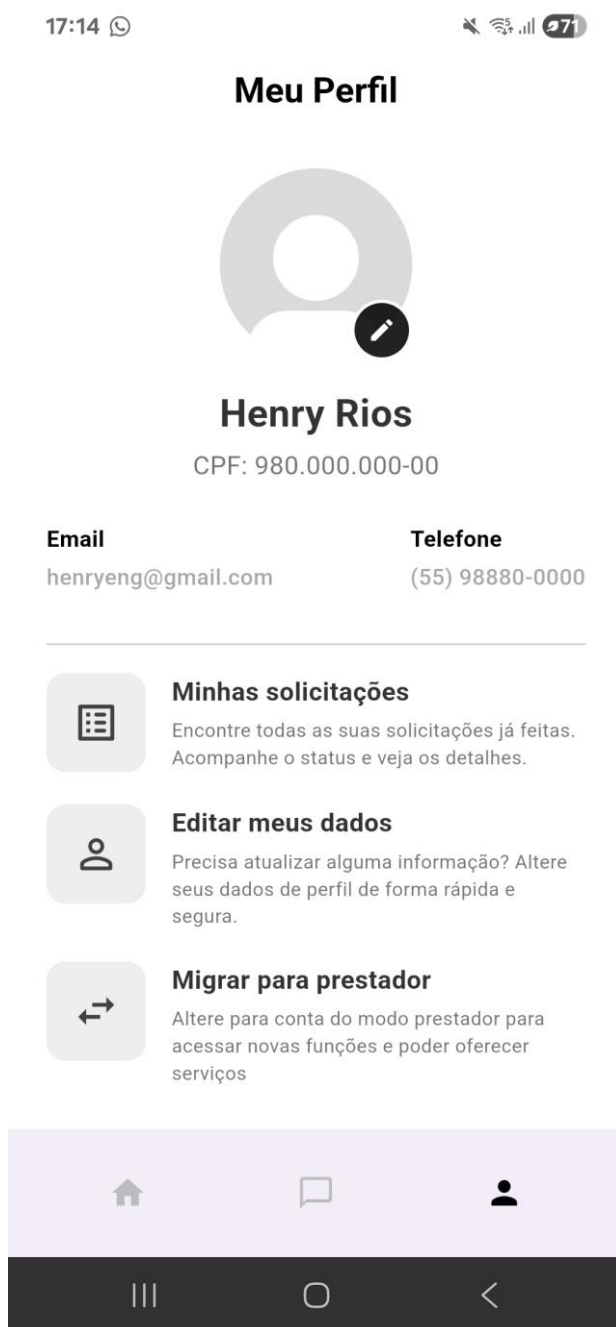 17:14
71
Meu Perfil
Henry Rios
CPF: 980.000.000-00
Email
Telefone
henryeng@gmail.com
(55) 98880-0000
Minhas solicitações
Encontre todas as suas solicitações já feitas.
Acompanhe o status e veja os detalhes.
Editar meus dados
Precisa atualizar alguma informação? Altere
seus dados de perfil de forma rápida e
segura.
Migrar para prestador
Altere para conta do modo prestador para
acessar novas funções e poder oferecer
serviços